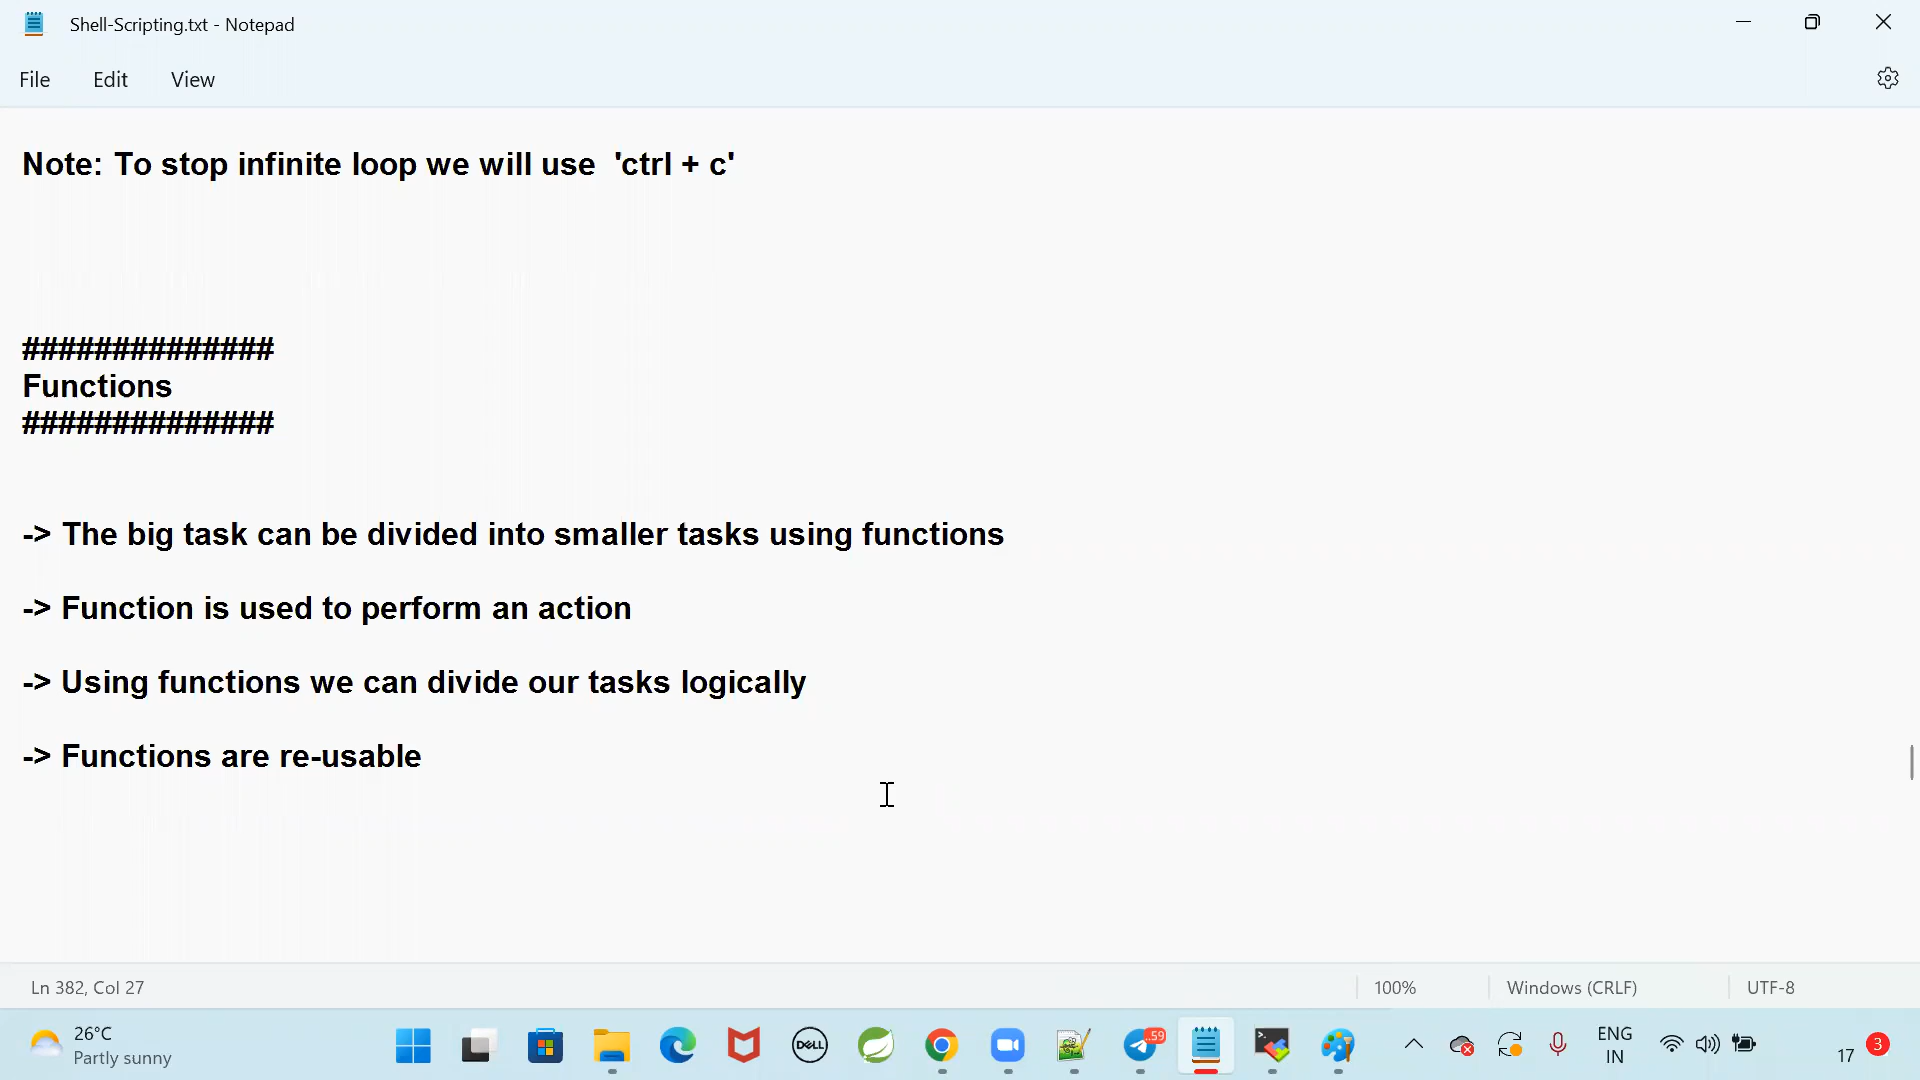 Shell-Scripting.txt - Notepad
File Edit View
Note: To stop infinite loop we will use 'ctrl + c'
##############
Functions
##############
-> The big task can be divided into smaller tasks using functions
-> Function is used to perform an action
-> Using functions we can divide our tasks logically
-> Functions are re-usable
Ln 382, Col 27 100% Windows (CRLF) UTF-8
26°C
Partly sunny
DELL
59
ENG
IN
17 3